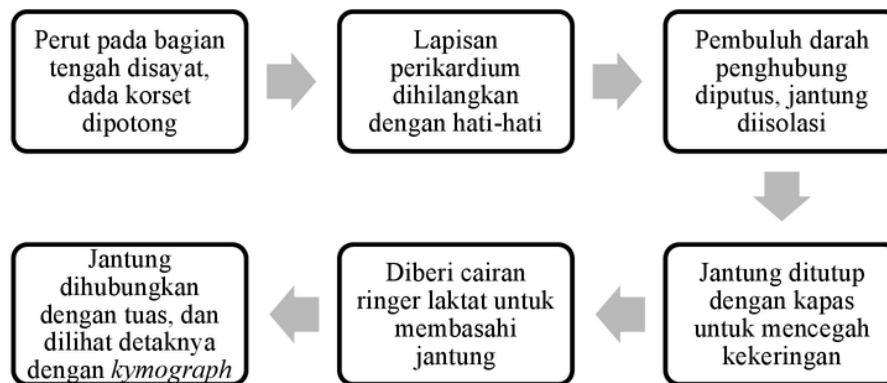 Perut pada bagian
tengah disayat,
dada korset
dipotong
Lapisan
perikardium
dihilangkan
dengan hati-hati
Pembuluh darah
penghubung
diputus, jantung
diisolasi
Jantung ditutup
dengan kapas
untuk mencegah
kekeringan
Diberi cairan
ringer laktat untuk
membasahi
jantung
Jantung
dihubungkan
dengan tuas, dan
dilihat detaknya
dengan kymograph